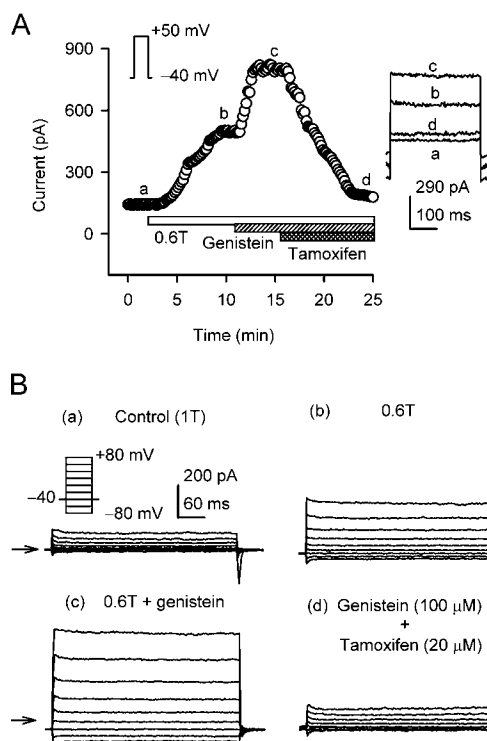 A
+50 mV
−40 mV
900
600
300
0
Current (pA)
a
b
c
d
0.6T
Genistein
Tamoxifen
0 5 10 15 20 25
Time (min)
c
b
d
a
290 pA
100 ms
B
(a) Control (1T)
+80 mV
−40
−80 mV
200 pA
60 ms
(b) 0.6T
(c) 0.6T + genistein
(d) Genistein (100 μM)
+
Tamoxifen (20 μM)